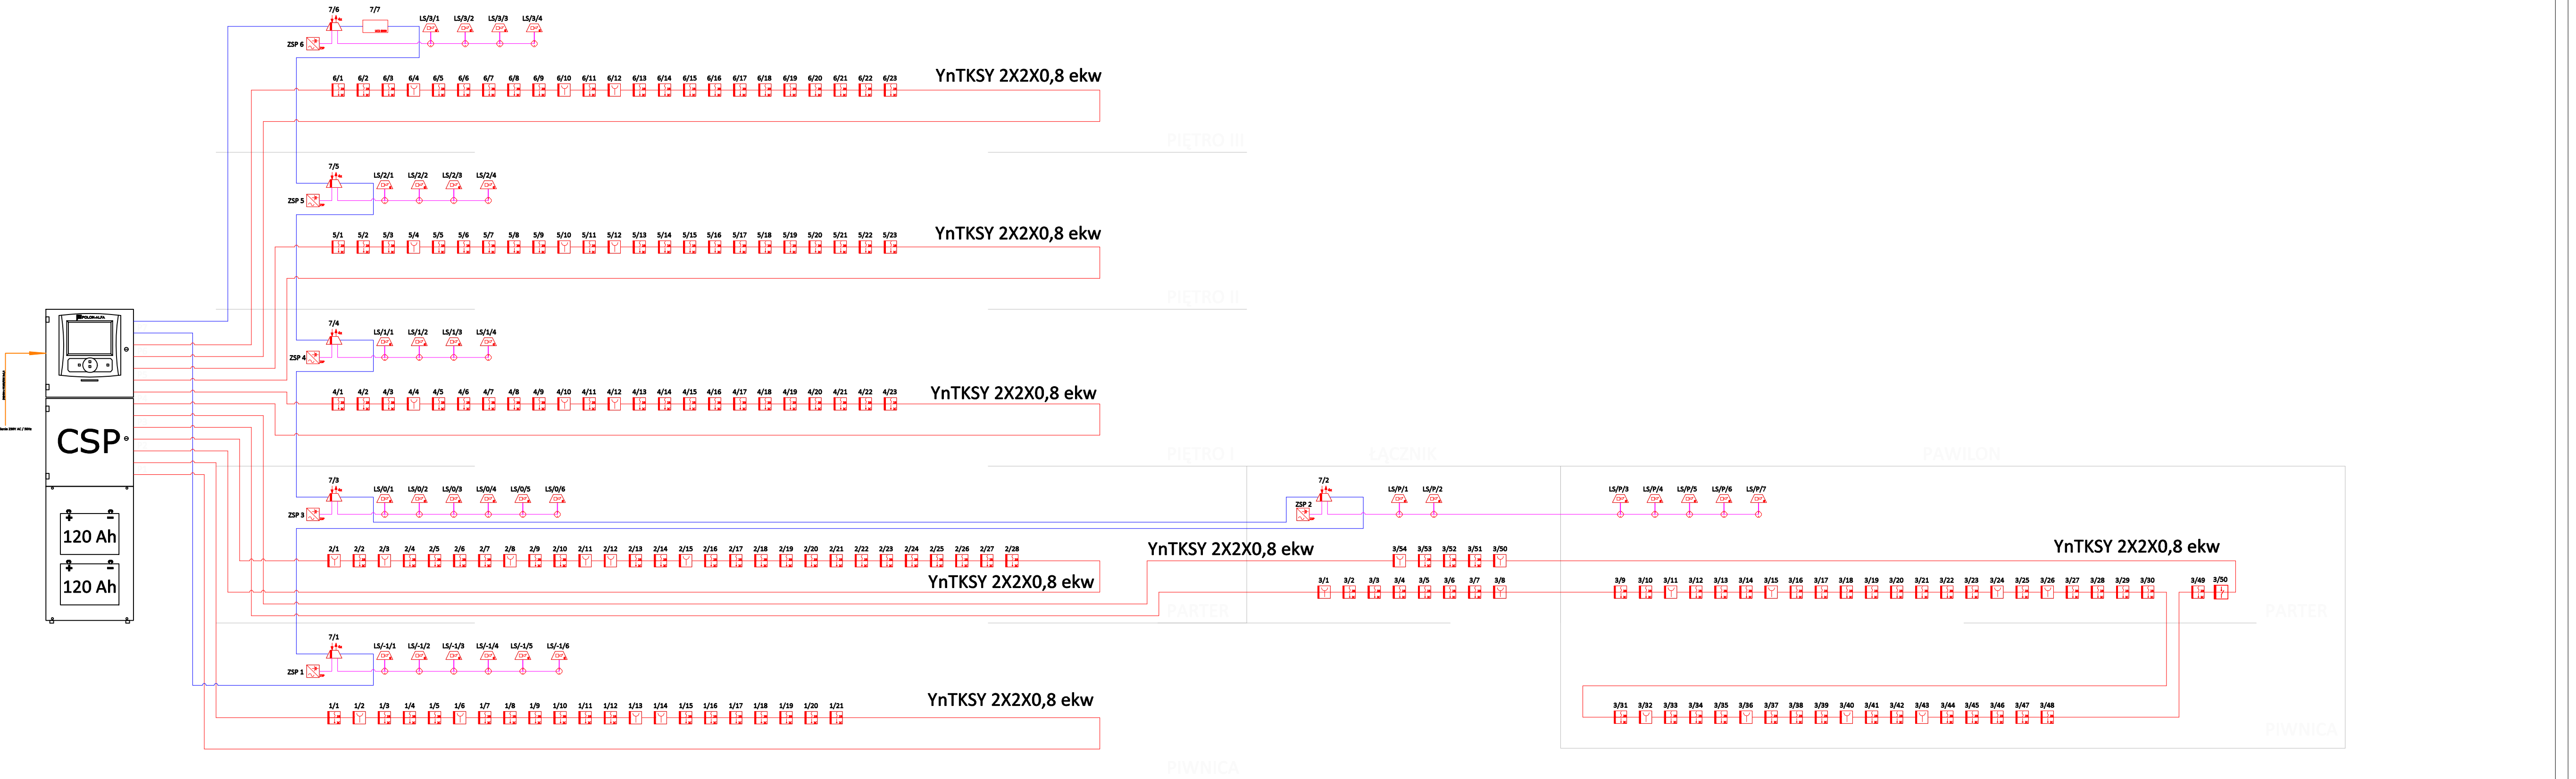 7/6 7/7 LS/3/1 LS/3/2 LS/3/3 LS/3/4
ZSP 6
6/1 6/2 6/3 6/4 6/5 6/6 6/7 6/8 6/9 6/10 6/11 6/12 6/13 6/14 6/15 6/16 6/17 6/18 6/19 6/20 6/21 6/22 6/23
YnTKSY 2X2X0,8 ekw
PIĘTRO III
7/5 LS/2/1 LS/2/2 LS/2/3 LS/2/4
ZSP 5
5/1 5/2 5/3 5/4 5/5 5/6 5/7 5/8 5/9 5/10 5/11 5/12 5/13 5/14 5/15 5/16 5/17 5/18 5/19 5/20 5/21 5/22 5/23
YnTKSY 2X2X0,8 ekw
PIĘTRO II
POLON-ALFA
7/4 LS/1/1 LS/1/2 LS/1/3 LS/1/4
ZSP 4
4/1 4/2 4/3 4/4 4/5 4/6 4/7 4/8 4/9 4/10 4/11 4/12 4/13 4/14 4/15 4/16 4/17 4/18 4/19 4/20 4/21 4/22 4/23
YnTKSY 2X2X0,8 ekw
CSP
PIĘTRO I ŁĄCZNIK PAWILON
7/3 LS/0/1 LS/0/2 LS/0/3 LS/0/4 LS/0/5 LS/0/6
ZSP 3
7/2 LS/P/1 LS/P/2 LS/P/3 LS/P/4 LS/P/5 LS/P/6 LS/P/7
ZSP 2
120 Ah
120 Ah
2/1 2/2 2/3 2/4 2/5 2/6 2/7 2/8 2/9 2/10 2/11 2/12 2/13 2/14 2/15 2/16 2/17 2/18 2/19 2/20 2/21 2/22 2/23 2/24 2/25 2/26 2/27 2/28
YnTKSY 2X2X0,8 ekw
YnTKSY 2X2X0,8 ekw
3/54 3/53 3/52 3/51 3/50
YnTKSY 2X2X0,8 ekw
3/1 3/2 3/3 3/4 3/5 3/6 3/7 3/8
3/9 3/10 3/11 3/12 3/13 3/14 3/15 3/16 3/17 3/18 3/19 3/20 3/21 3/22 3/23 3/24 3/25 3/26 3/27 3/28 3/29 3/30 3/49 3/50
PARTER PARTER
7/1 LS/-1/1 LS/-1/2 LS/-1/3 LS/-1/4 LS/-1/5 LS/-1/6
ZSP 1
1/1 1/2 1/3 1/4 1/5 1/6 1/7 1/8 1/9 1/10 1/11 1/12 1/13 1/14 1/15 1/16 1/17 1/18 1/19 1/20 1/21
YnTKSY 2X2X0,8 ekw
3/31 3/32 3/33 3/34 3/35 3/36 3/37 3/38 3/39 3/40 3/41 3/42 3/43 3/44 3/45 3/46 3/47 3/48
PIWNICA
PIWNICA